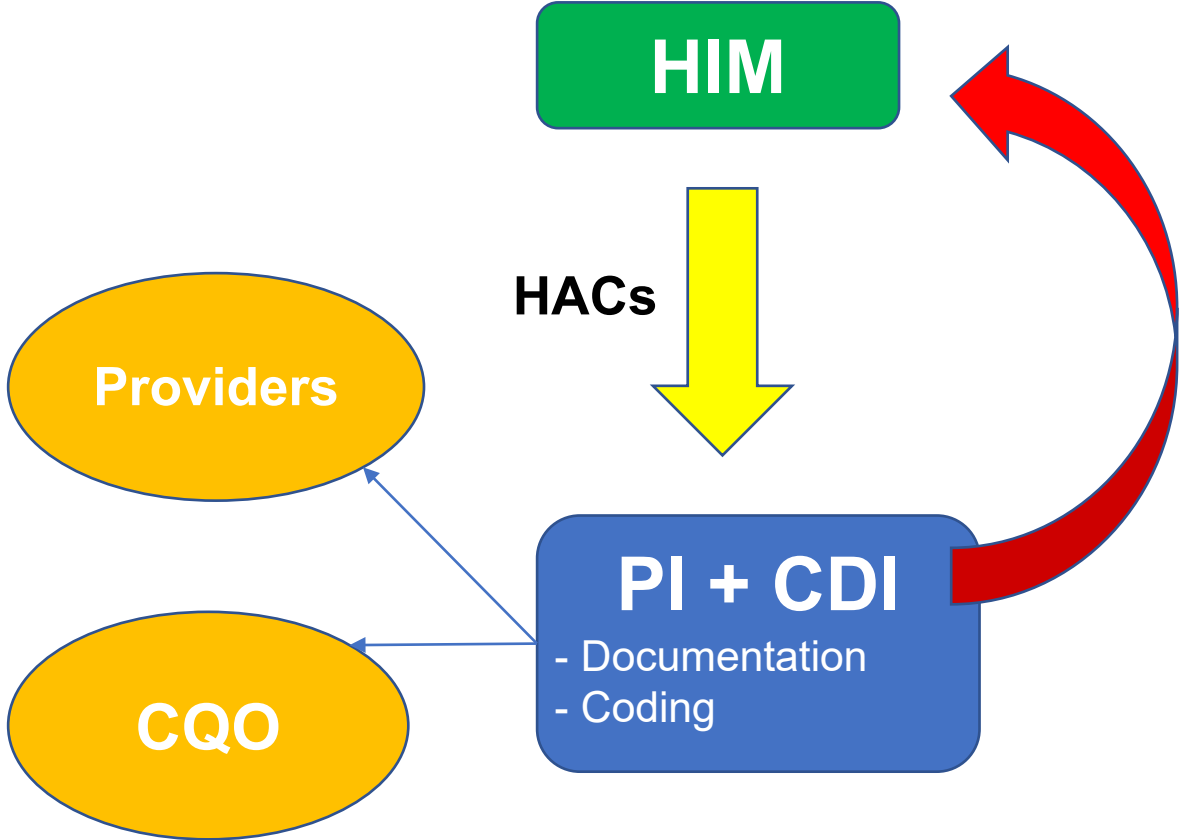 HIM
HACs
Providers
PI + CDI
- Documentation
- Coding
CQO